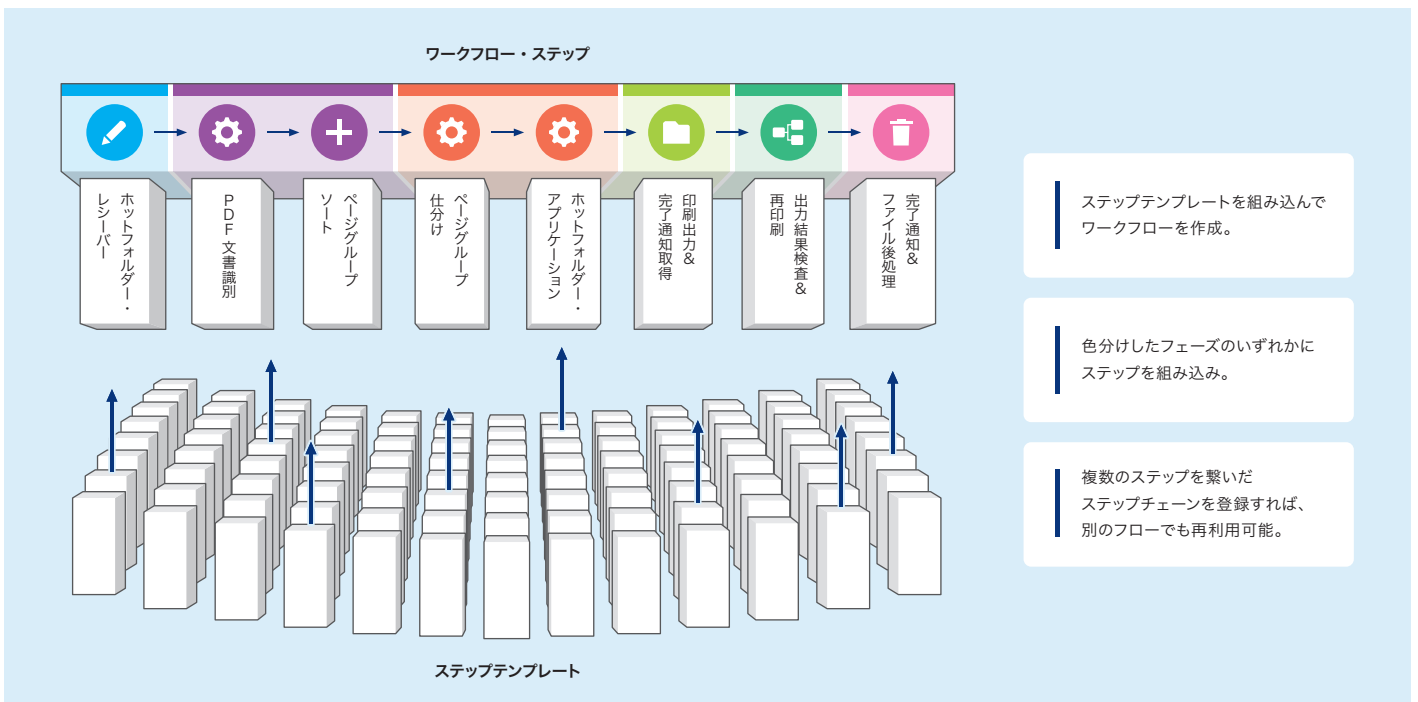 ワークフロー・ステップ
ホットフォルダー・
レシーバー
PDF文書識別
ページグループ
ソート
ページグループ
仕分け
ホットフォルダー・
アプリケーション
印刷出力&
完了通知取得
出力結果検査&
再印刷
完了通知&
ファイル後処理
ステップテンプレート
ステップテンプレートを組み込んで
ワークフローを作成。
色分けしたフェーズのいずれかに
ステップを組み込み。
複数のステップを繋いだ
ステップチェーンを登録すれば、
別のフローでも再利用可能。